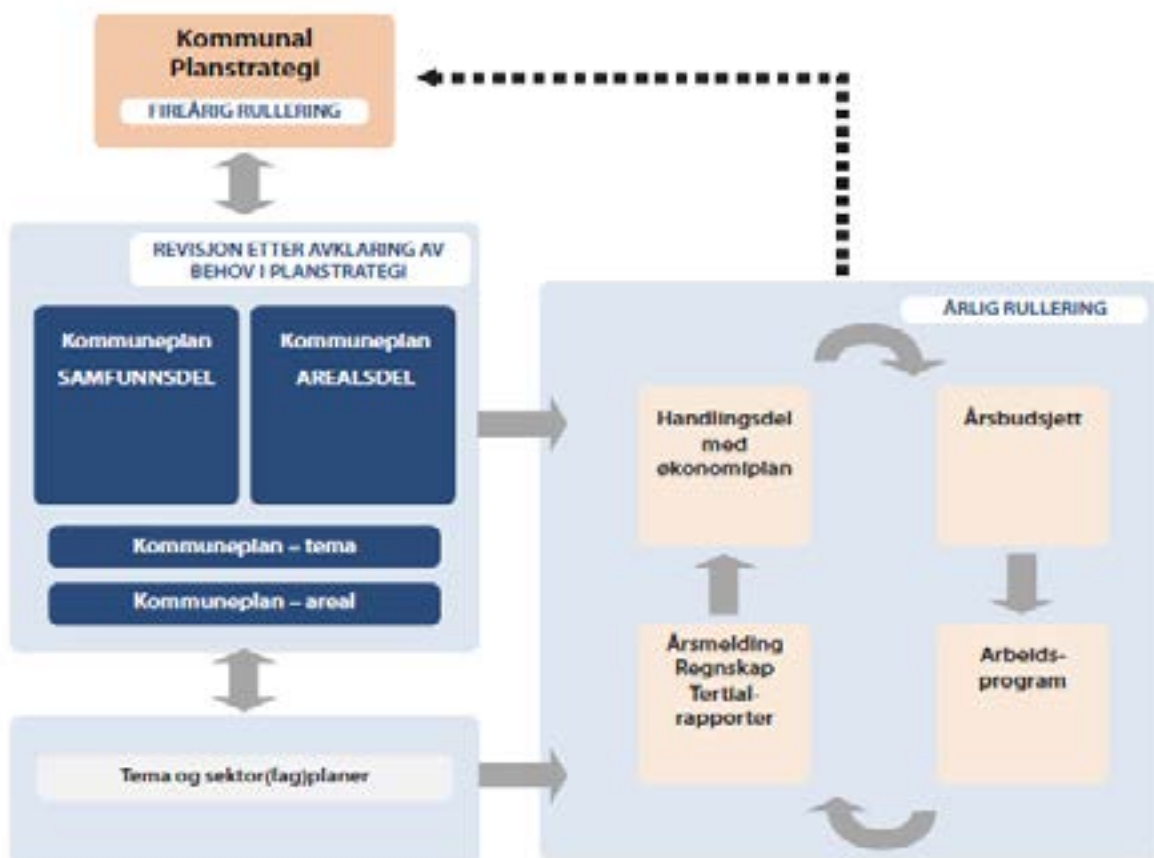 Kommunal
Planstrategi
FIREÅRIG RULLERING
REVISJON ETTER AVKLARING AV
BEHOV I PLANSTRATEGI
Kommuneplan
SAMFUNNSDEL
Kommuneplan
AREALSDEL
Kommuneplan – tema
Kommuneplan – areal
Tema og sektor(fag)planer
ÅRLIG RULLERING
Handlingsdel
med
økonomiplan
Årsbudsjett
Årsmelding
Regnskap
Tertial-
rapporter
Arbeids-
program